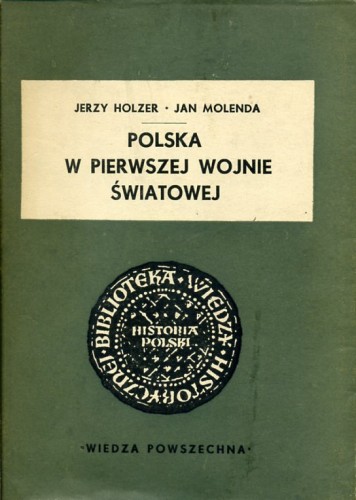 JERZY HOLZER · JAN MOLENDA
POLSKA
W PIERWSZEJ WOJNIE
ŚWIATOWEJ
BIBLIOTEKA · WIEDZY HISTORYCZNEJ ·
HISTORIA
POLSKI
·WIEDZA POWSZECHNA·